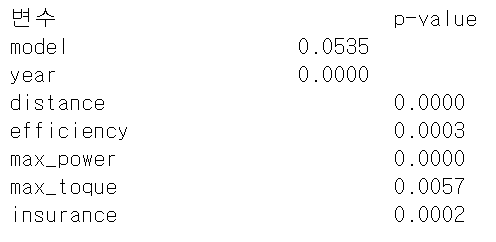 변수 p-value
model 0.0535
year 0.0000
distance 0.0000
efficiency 0.0003
max_power 0.0000
max_toque 0.0057
insurance 0.0002